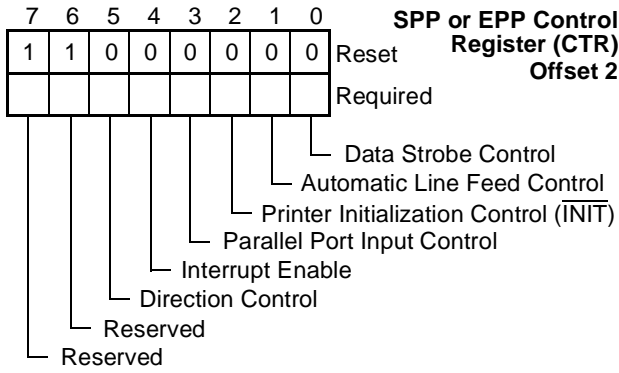 7 6 5 4 3 2 1 0
SPP or EPP Control
Register (CTR)
Offset 2
1 1 0 0 0 0 0 0 Reset
Required
Data Strobe Control
Automatic Line Feed Control
Printer Initialization Control (I̅N̅I̅T̅)
Parallel Port Input Control
Interrupt Enable
Direction Control
Reserved
Reserved